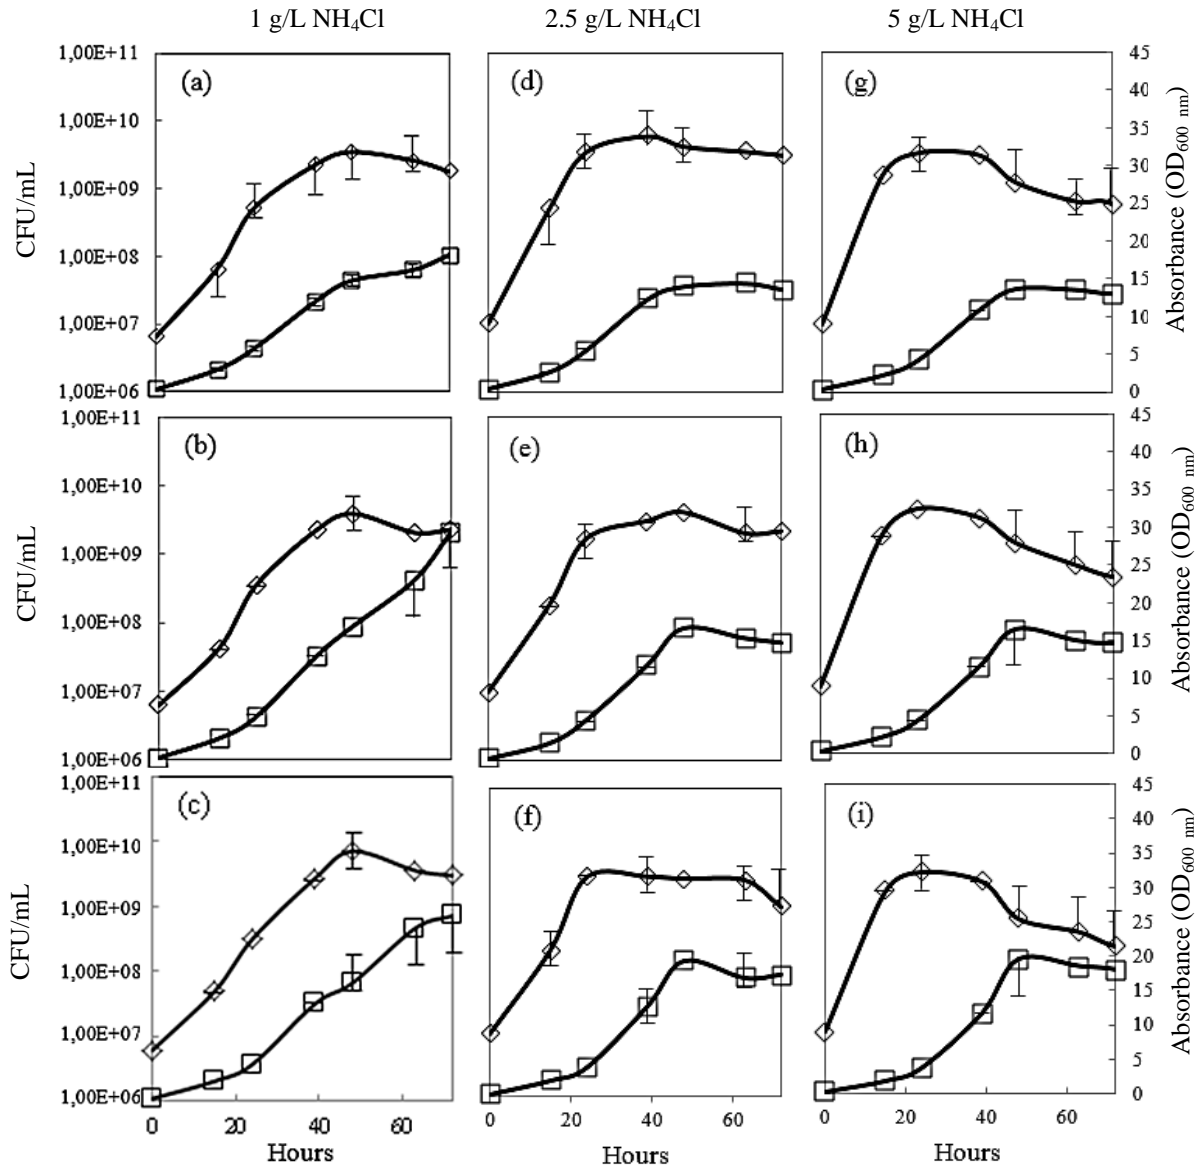 1 g/L NH₄Cl 2.5 g/L NH₄Cl 5 g/L NH₄Cl
(a) (d) (g)
1,00E+11
1,00E+10
1,00E+09
1,00E+08
1,00E+07
1,00E+06
CFU/mL
45
40
35
30
25
20
15
10
5
0
Absorbance (OD₆₀₀ ₙₘ)
(b) (e) (h)
1,00E+11
1,00E+10
1,00E+09
1,00E+08
1,00E+07
1,00E+06
CFU/mL
45
40
35
30
25
20
15
10
5
0
Absorbance (OD₆₀₀ ₙₘ)
(c) (f) (i)
1,00E+11
1,00E+10
1,00E+09
1,00E+08
1,00E+07
1,00E+06
CFU/mL
45
40
35
30
25
20
15
10
5
0
Absorbance (OD₆₀₀ ₙₘ)
0 20 40 60 0 20 40 60 0 20 40 60
Hours Hours Hours